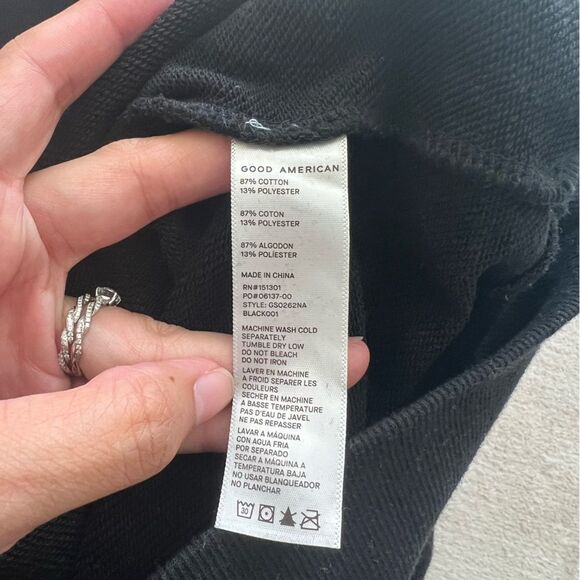 GOOD AMERICAN
87% COTTON
13% POLYESTER
87% COTON
13% POLYESTER
87% ALGODON
13% POLÍESTER
MADE IN CHINA
RN#151301
PO#06137-00
STYLE: GS0262NA
BLACK001
MACHINE WASH COLD
SEPARATELY
TUMBLE DRY LOW
DO NOT BLEACH
DO NOT IRON
LAVER EN MACHINE
A FROID SEPARER LES
COULEURS
SECHER EN MACHINE
A BASSE TEMPERATURE
PAS D'EAU DE JAVEL
NE PAS REPASSER
LAVAR A MÁQUINA
CON AGUA FRIA
POR SEPARADO
SECAR A MÁQUINA A
TEMPERATURA BAJA
NO USAR BLANQUEADOR
NO PLANCHAR
30